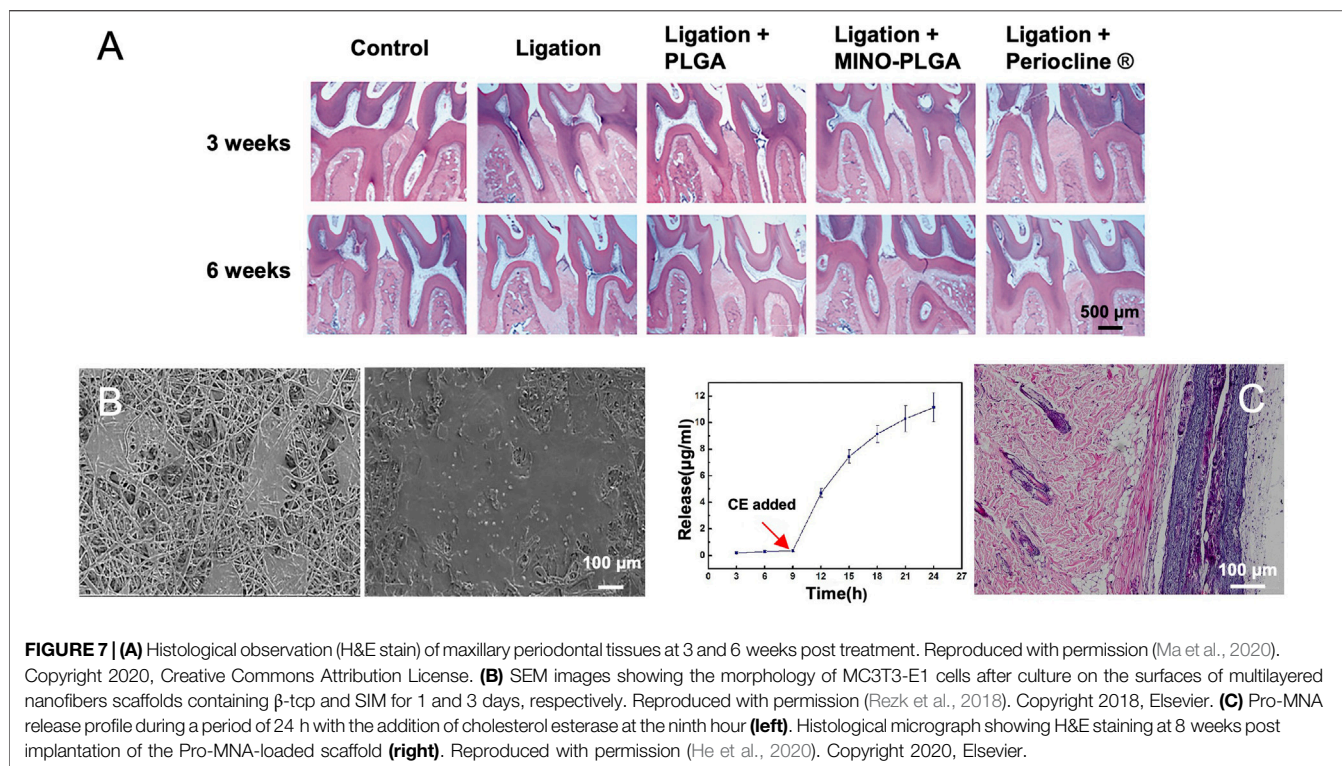 A
Control
Ligation
Ligation +
PLGA
Ligation +
MINO-PLGA
Ligation +
Periocline ®
3 weeks
6 weeks
500 µm
B
100 µm
Release(µg/ml)
12
10
8
6
4
2
0
CE added
0 3 6 9 12 15 18 21 24 27
Time(h)
C
100 µm
FIGURE 7 | (A) Histological observation (H&E stain) of maxillary periodontal tissues at 3 and 6 weeks post treatment. Reproduced with permission (Ma et al., 2020).
Copyright 2020, Creative Commons Attribution License. (B) SEM images showing the morphology of MC3T3-E1 cells after culture on the surfaces of multilayered
nanofibers scaffolds containing β-tcp and SIM for 1 and 3 days, respectively. Reproduced with permission (Rezk et al., 2018). Copyright 2018, Elsevier. (C) Pro-MNA
release profile during a period of 24 h with the addition of cholesterol esterase at the ninth hour (left). Histological micrograph showing H&E staining at 8 weeks post
implantation of the Pro-MNA-loaded scaffold (right). Reproduced with permission (He et al., 2020). Copyright 2020, Elsevier.